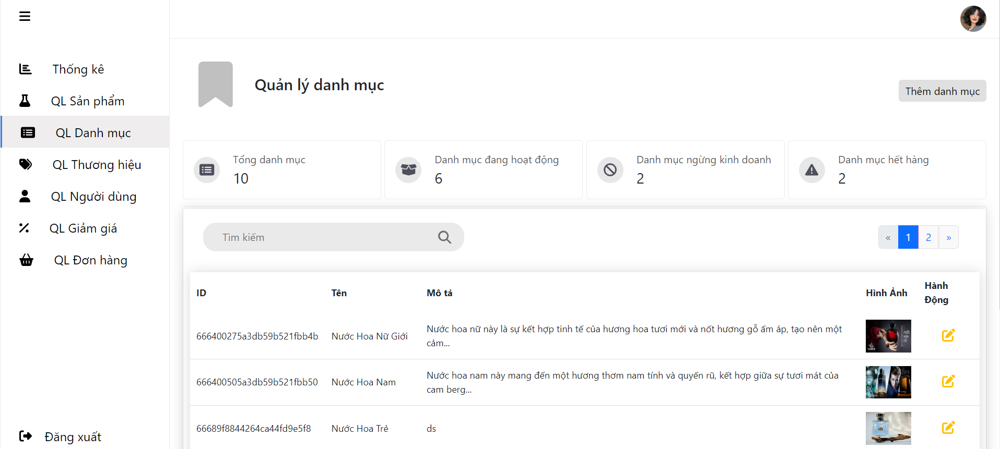 Thống kê
QL Sản phẩm
QL Danh mục
QL Thương hiệu
QL Người dùng
QL Giảm giá
QL Đơn hàng
Đăng xuất
Quản lý danh mục
Thêm danh mục
Tổng danh mục
10
Danh mục đang hoạt động
6
Danh mục ngừng kinh doanh
2
Danh mục hết hàng
2
Tìm kiếm
« 1 2 »
ID Tên Mô tả Hình Ảnh Hành
Động
666400275a3db59b521fbb4b Nước Hoa Nữ Giới Nước hoa nữ này là sự kết hợp tinh tế của hương hoa tươi mới và nốt hương gỗ ấm áp, tạo nên một
cảm...
NƯỚC
HOA
NỮ
666400505a3db59b521fbb50 Nước Hoa Nam Nước hoa nam này mang đến một hương thơm nam tính và quyến rũ, kết hợp giữa sự tươi mát của
cam berg...
66689f8844264ca44fd9e5f8 Nước Hoa Trẻ ds